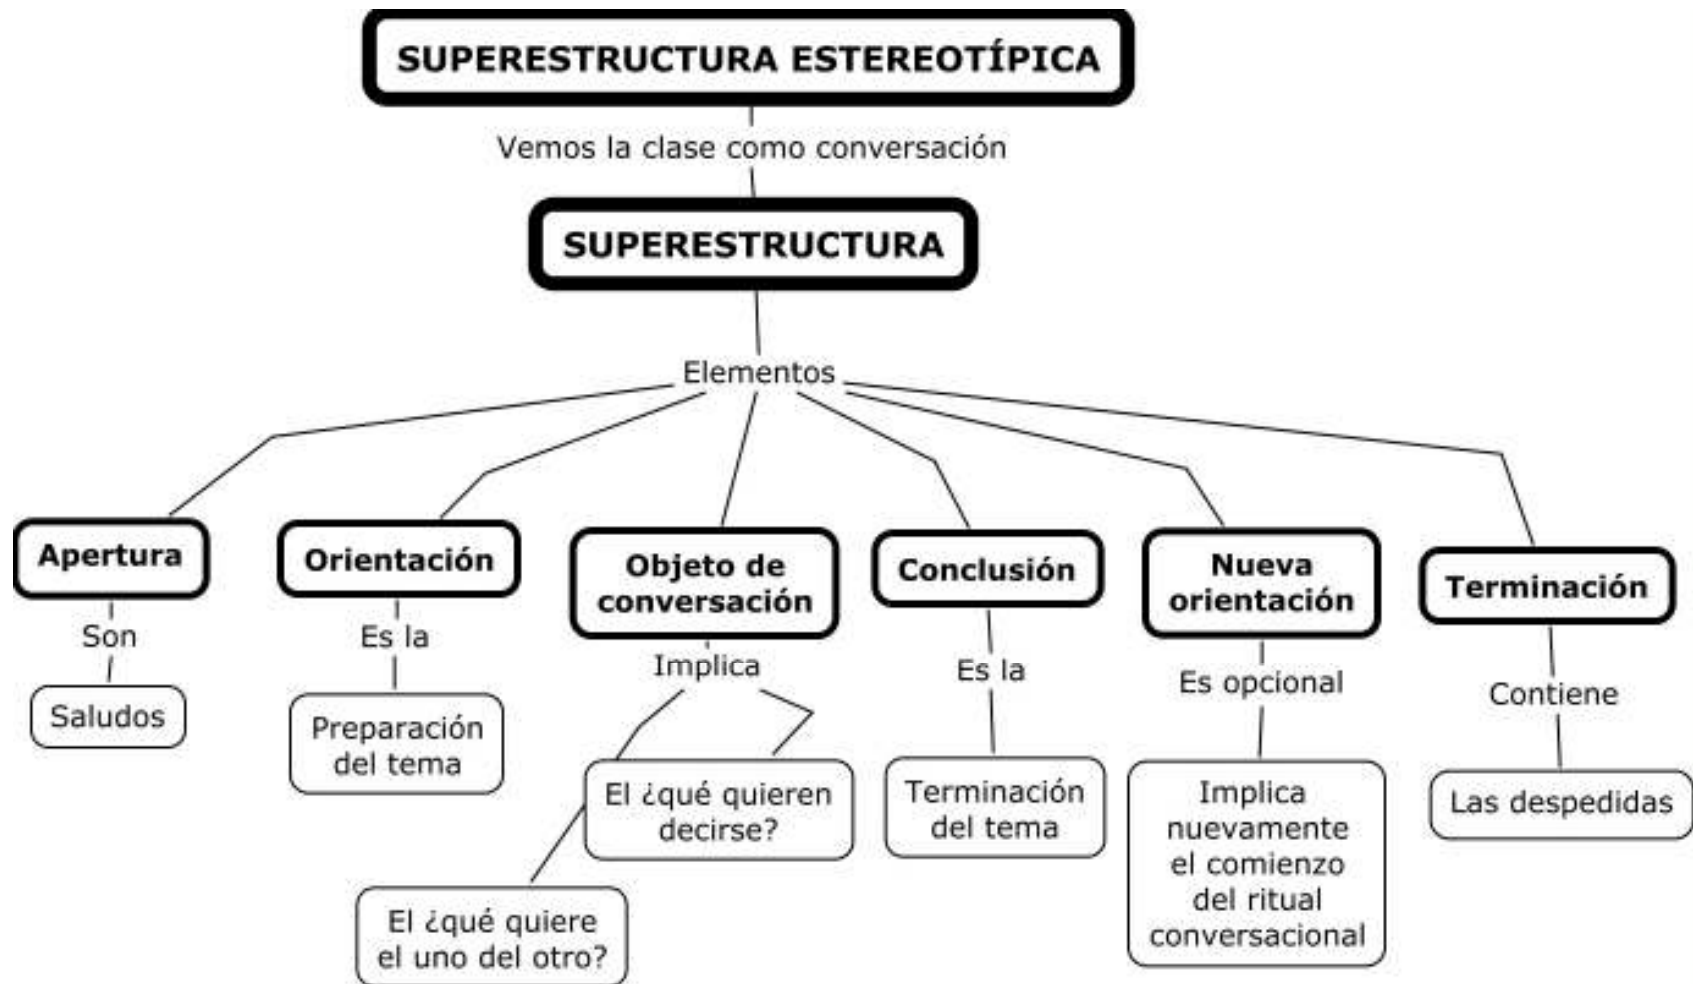 SUPERESTRUCTURA ESTEREOTÍPICA
Vemos la clase como conversación
SUPERESTRUCTURA
Elementos
Apertura
Son
Saludos
Orientación
Es la
Preparación
del tema
Objeto de
conversación
Implica
El ¿qué quieren
decirse?
El ¿qué quiere
el uno del otro?
Conclusión
Es la
Terminación
del tema
Nueva
orientación
Es opcional
Implica
nuevamente
el comienzo
del ritual
conversacional
Terminación
Contiene
Las despedidas